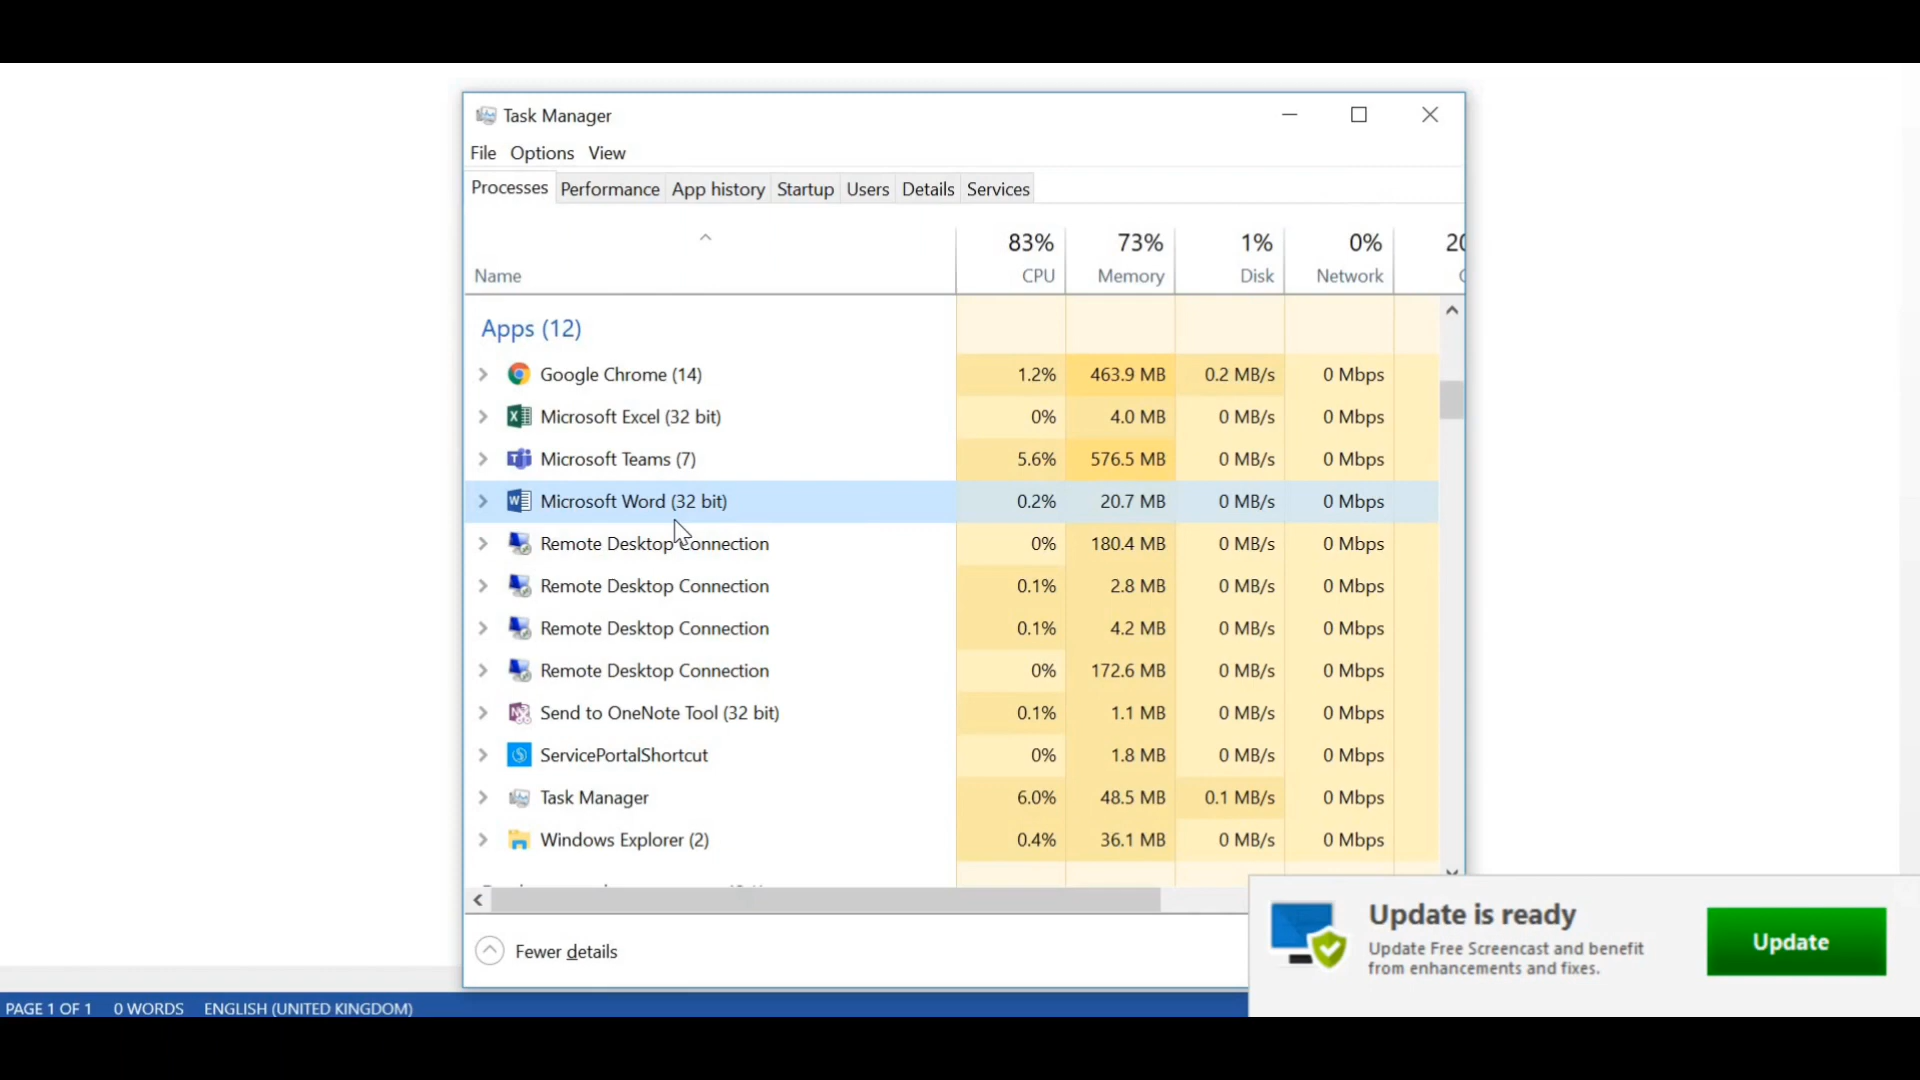 Task Manager
File Options View
Processes Performance App history Startup Users Details Services
83% 73% 1% 0% 20
Name CPU Memory Disk Network
Apps (12)
Google Chrome (14) 1.2% 463.9 MB 0.2 MB/s 0 Mbps
Microsoft Excel (32 bit) 0% 4.0 MB 0 MB/s 0 Mbps
Microsoft Teams (7) 5.6% 576.5 MB 0 MB/s 0 Mbps
Microsoft Word (32 bit) 0.2% 20.7 MB 0 MB/s 0 Mbps
Remote Desktop Connection 0% 180.4 MB 0 MB/s 0 Mbps
Remote Desktop Connection 0.1% 2.8 MB 0 MB/s 0 Mbps
Remote Desktop Connection 0.1% 4.2 MB 0 MB/s 0 Mbps
Remote Desktop Connection 0% 172.6 MB 0 MB/s 0 Mbps
Send to OneNote Tool (32 bit) 0.1% 1.1 MB 0 MB/s 0 Mbps
ServicePortalShortcut 0% 1.8 MB 0 MB/s 0 Mbps
Task Manager 6.0% 48.5 MB 0.1 MB/s 0 Mbps
Windows Explorer (2) 0.4% 36.1 MB 0 MB/s 0 Mbps
Fewer details
Update is ready
Update Free Screencast and benefit
from enhancements and fixes.
Update
PAGE 1 OF 1 0 WORDS ENGLISH (UNITED KINGDOM)